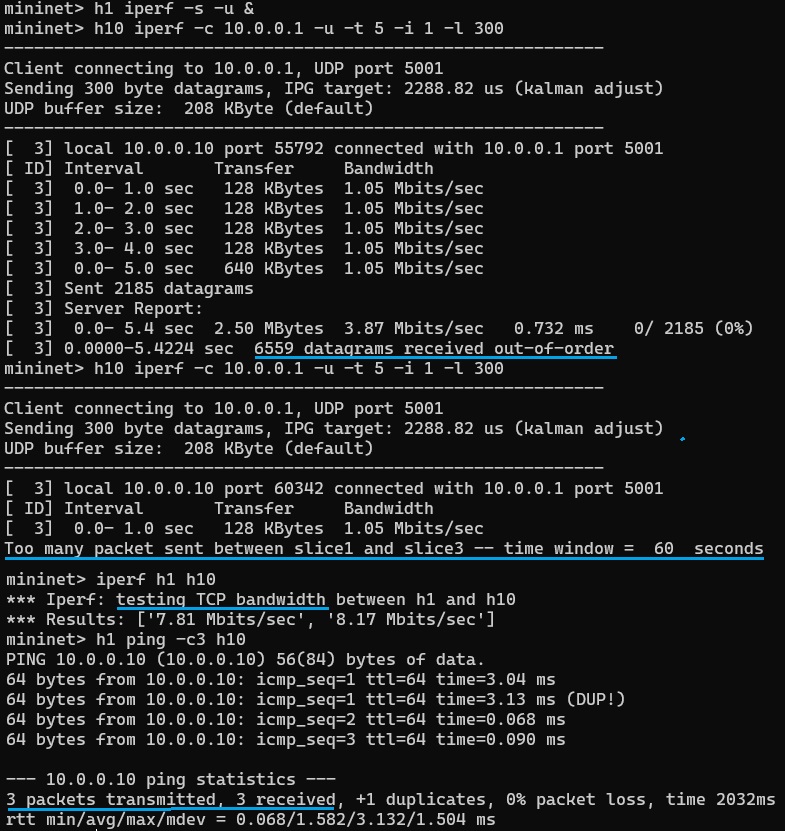 mininet> h1 iperf -s -u &
mininet> h10 iperf -c 10.0.0.1 -u -t 5 -i 1 -l 300
------------------------------------------------------------
Client connecting to 10.0.0.1, UDP port 5001
Sending 300 byte datagrams, IPG target: 2288.82 us (kalman adjust)
UDP buffer size:  208 KByte (default)
------------------------------------------------------------
[  3] local 10.0.0.10 port 55792 connected with 10.0.0.1 port 5001
[ ID] Interval       Transfer     Bandwidth
[  3]  0.0- 1.0 sec   128 KBytes  1.05 Mbits/sec
[  3]  1.0- 2.0 sec   128 KBytes  1.05 Mbits/sec
[  3]  2.0- 3.0 sec   128 KBytes  1.05 Mbits/sec
[  3]  3.0- 4.0 sec   128 KBytes  1.05 Mbits/sec
[  3]  0.0- 5.0 sec   640 KBytes  1.05 Mbits/sec
[  3] Sent 2185 datagrams
[  3] Server Report:
[  3]  0.0- 5.4 sec  2.50 MBytes  3.87 Mbits/sec   0.732 ms    0/ 2185 (0%)
[  3] 0.0000-5.4224 sec  6559 datagrams received out-of-order
mininet> h10 iperf -c 10.0.0.1 -u -t 5 -i 1 -l 300
------------------------------------------------------------
Client connecting to 10.0.0.1, UDP port 5001
Sending 300 byte datagrams, IPG target: 2288.82 us (kalman adjust)
UDP buffer size:  208 KByte (default)
------------------------------------------------------------
[  3] local 10.0.0.10 port 60342 connected with 10.0.0.1 port 5001
[ ID] Interval       Transfer     Bandwidth
[  3]  0.0- 1.0 sec   128 KBytes  1.05 Mbits/sec
Too many packet sent between slice1 and slice3 -- time window =  60  seconds
mininet> iperf h1 h10
*** Iperf: testing TCP bandwidth between h1 and h10
*** Results: ['7.81 Mbits/sec', '8.17 Mbits/sec']
mininet> h1 ping -c3 h10
PING 10.0.0.10 (10.0.0.10) 56(84) bytes of data.
64 bytes from 10.0.0.10: icmp_seq=1 ttl=64 time=3.04 ms
64 bytes from 10.0.0.10: icmp_seq=1 ttl=64 time=3.13 ms (DUP!)
64 bytes from 10.0.0.10: icmp_seq=2 ttl=64 time=0.068 ms
64 bytes from 10.0.0.10: icmp_seq=3 ttl=64 time=0.090 ms
--- 10.0.0.10 ping statistics ---
3 packets transmitted, 3 received, +1 duplicates, 0% packet loss, time 2032ms
rtt min/avg/max/mdev = 0.068/1.582/3.132/1.504 ms